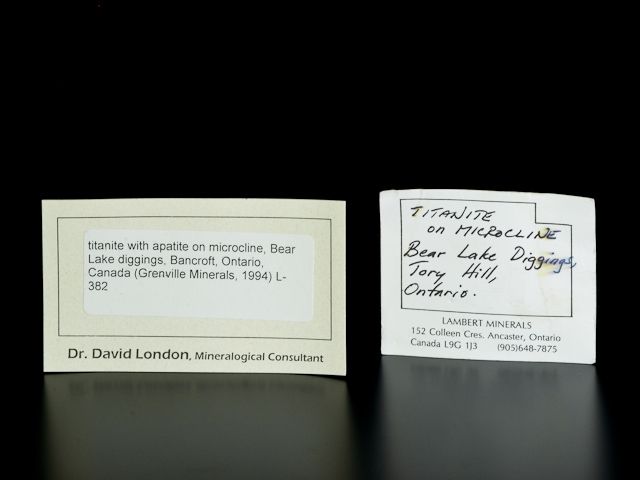 titanite with apatite on microcline, Bear
Lake diggings, Bancroft, Ontario,
Canada (Grenville Minerals, 1994) L-
382
Dr. David London, Mineralogical Consultant
TITANITE
on MICROCLINE
Bear Lake Diggings,
Tory Hill,
Ontario.
LAMBERT MINERALS
152 Colleen Cres. Ancaster, Ontario
Canada L9G 1J3 (905)648-7875